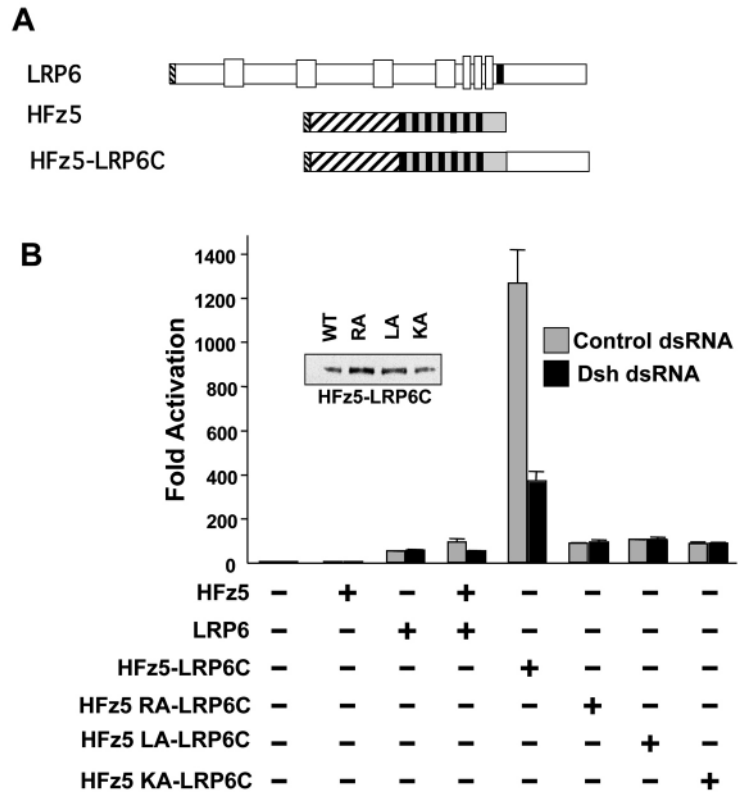 A
LRP6
HFz5
HFz5-LRP6C
B
Fold Activation
1400
1200
1000
800
600
400
200
0
WT RA LA KA
HFz5-LRP6C
Control dsRNA
Dsh dsRNA
HFz5 − + − + − − − −
LRP6 − − + + − − − −
HFz5-LRP6C − − − − + − − −
HFz5 RA-LRP6C − − − − − + − −
HFz5 LA-LRP6C − − − − − − + −
HFz5 KA-LRP6C − − − − − − − +